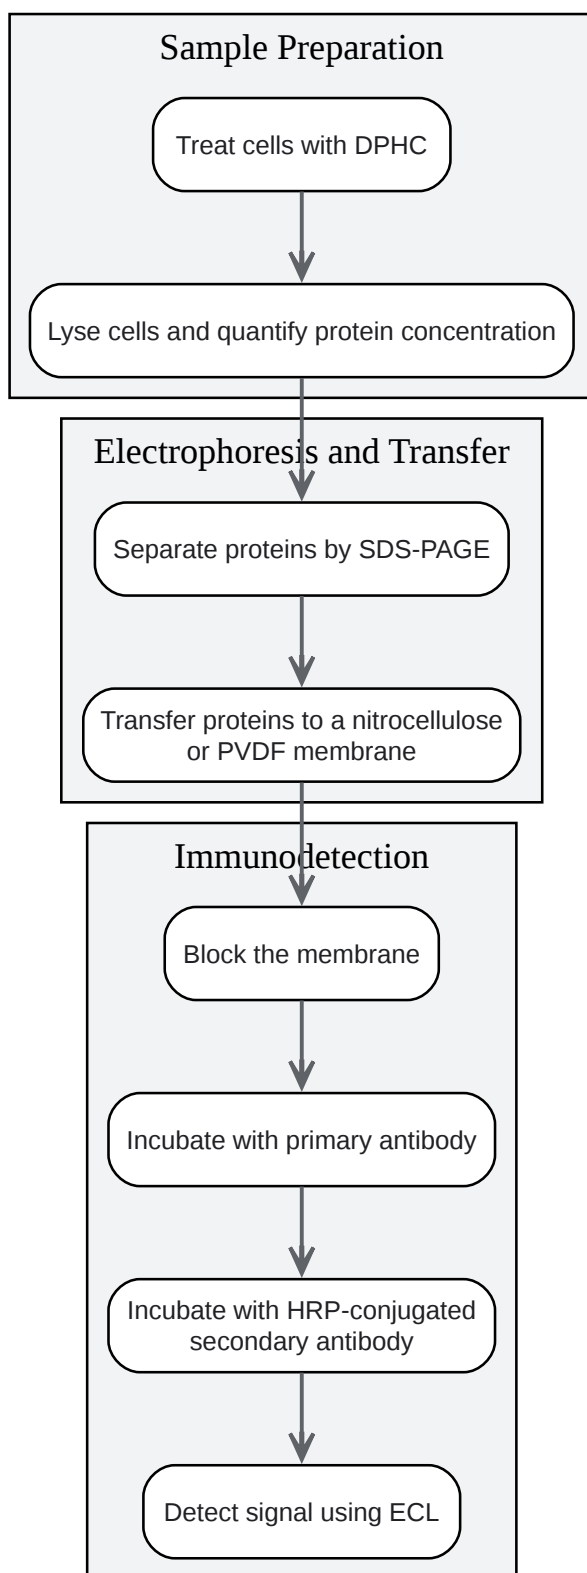 Sample Preparation
Treat cells with DPHC
Lyse cells and quantify protein concentration
Electrophoresis and Transfer
Separate proteins by SDS-PAGE
Transfer proteins to a nitrocellulose
or PVDF membrane
Immunodetection
Block the membrane
Incubate with primary antibody
Incubate with HRP-conjugated
secondary antibody
Detect signal using ECL